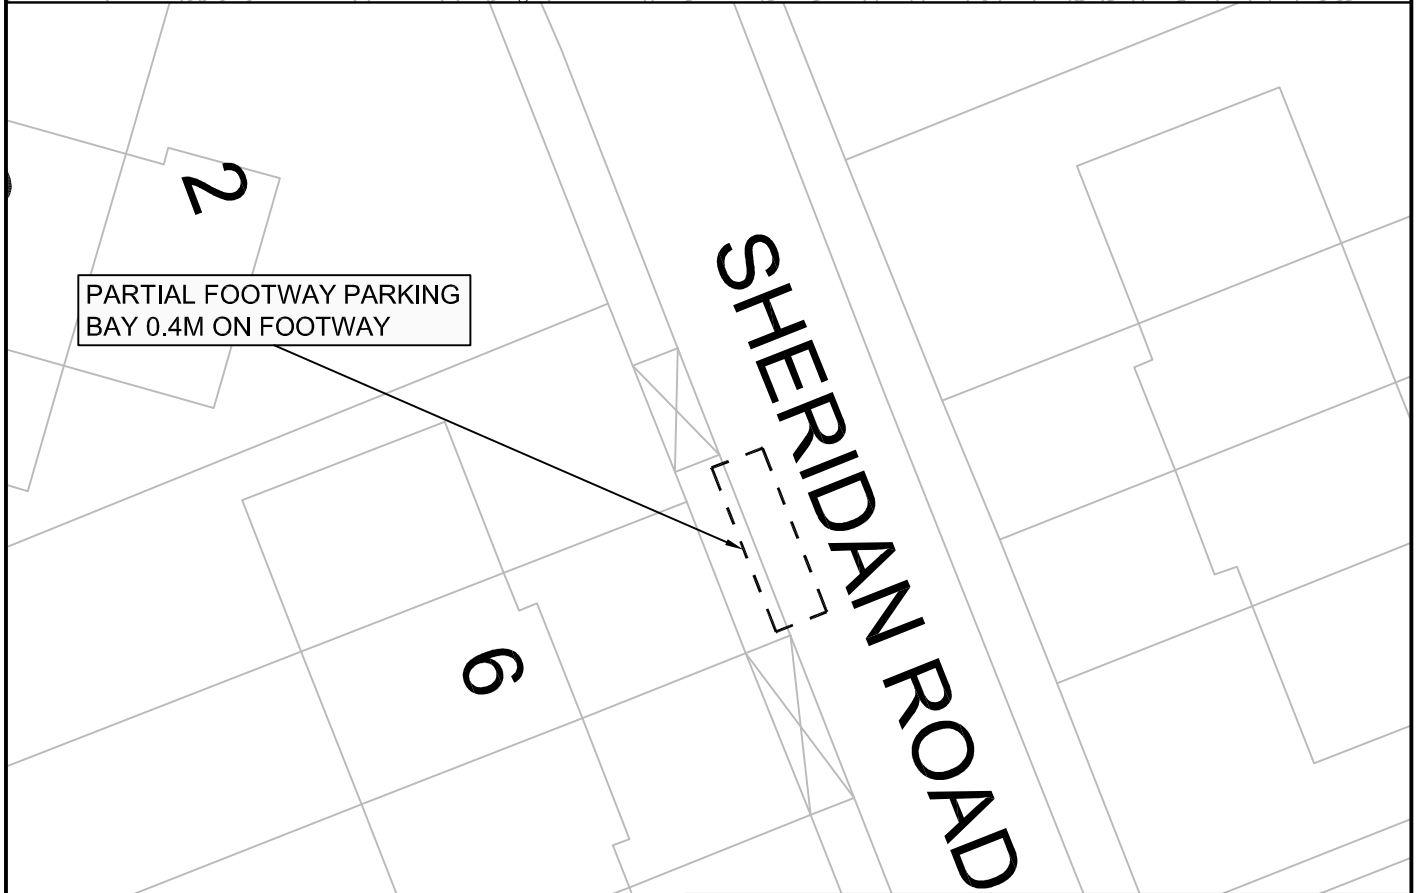 2
PARTIAL FOOTWAY PARKING
BAY 0.4M ON FOOTWAY
SHERIDAN ROAD
6